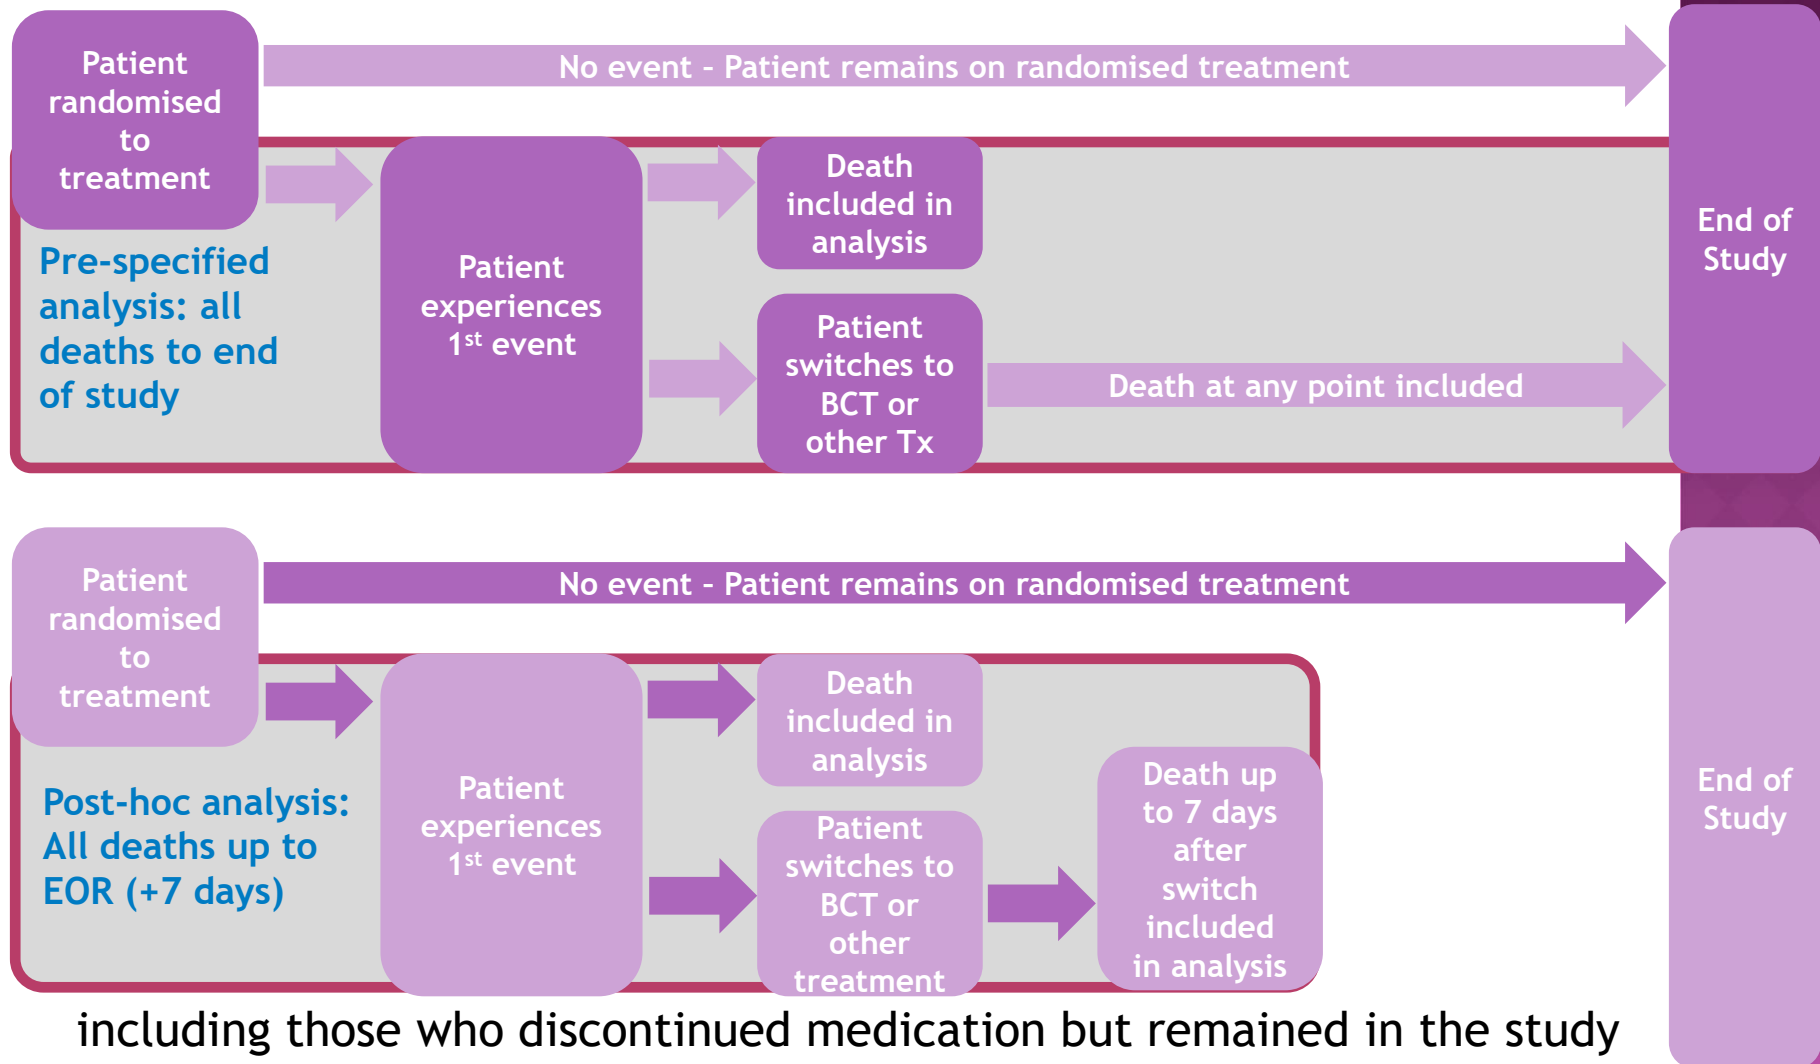 Patient
randomised
to
treatment
No event – Patient remains on randomised treatment
Pre-specified
analysis: all
deaths to end
of study
Patient
experiences
1st event
Death
included in
analysis
Patient
switches to
BCT or
other Tx
Death at any point included
End of
Study
Patient
randomised
to
treatment
No event – Patient remains on randomised treatment
Post-hoc analysis:
All deaths up to
EOR (+7 days)
Patient
experiences
1st event
Death
included in
analysis
Patient
switches to
BCT or
other
treatment
Death up
to 7 days
after
switch
included
in analysis
End of
Study
including those who discontinued medication but remained in the study